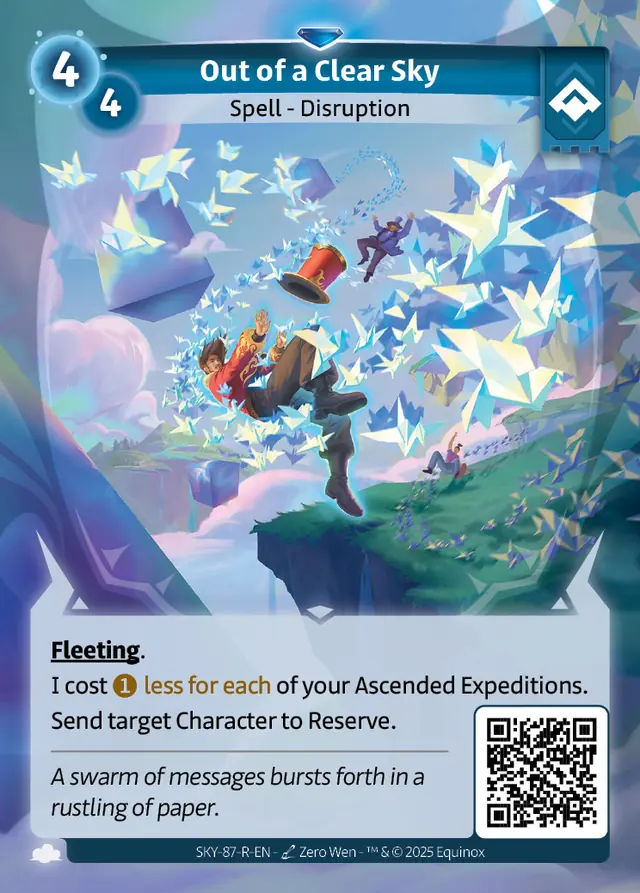 4
4
Out of a Clear Sky
Spell - Disruption
Fleeting.
I cost 1 less for each of your Ascended Expeditions.
Send target Character to Reserve.
A swarm of messages bursts forth in a
rustling of paper.
SKY-87-R-EN - Zero Wen - ™ & © 2025 Equinox